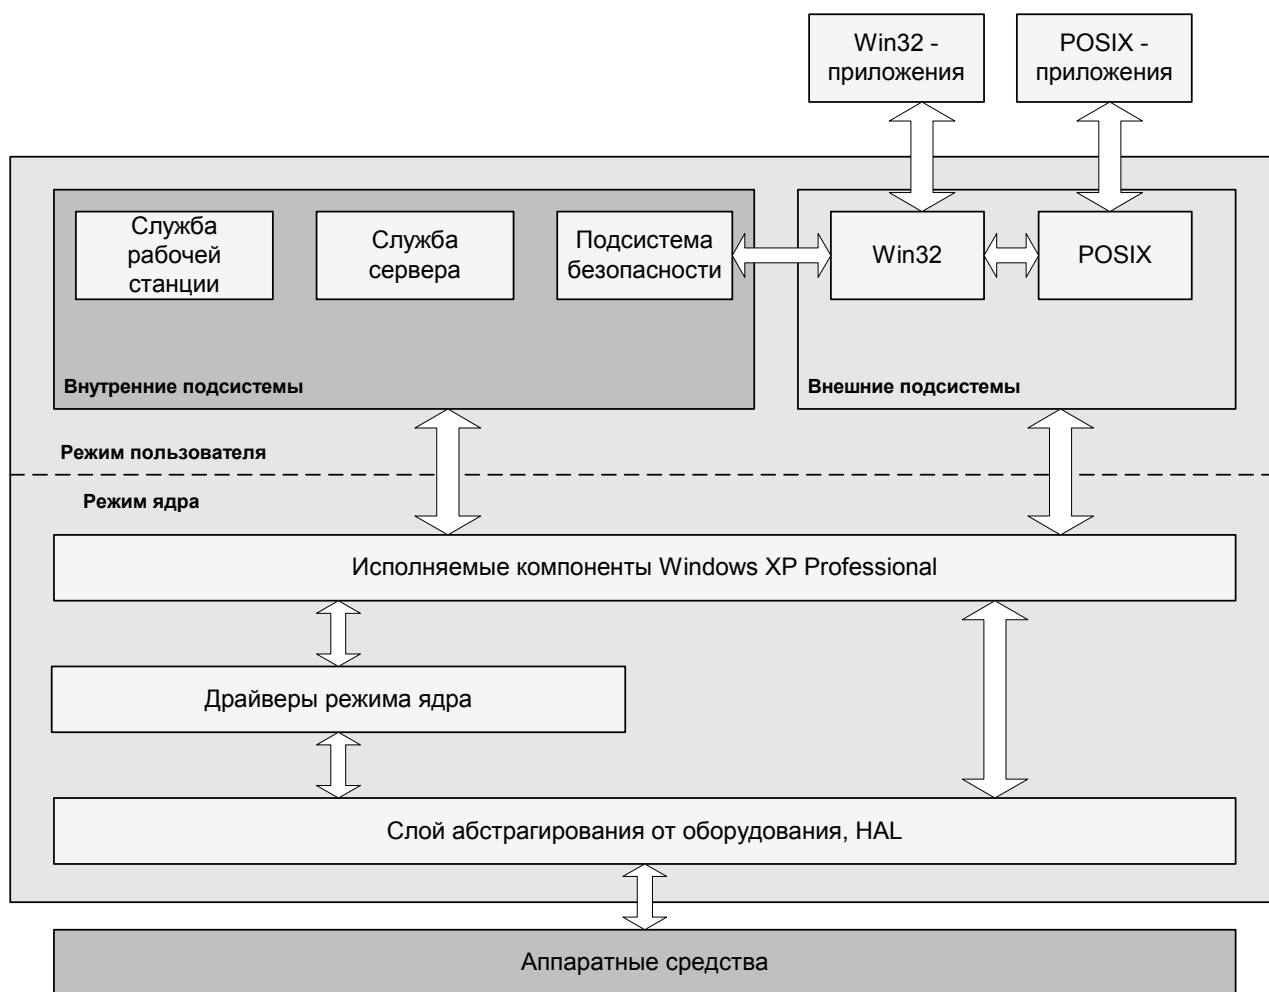 Win32 -
приложения
POSIX -
приложения
Служба
рабочей
станции
Служба
сервера
Подсистема
безопасности
Win32
POSIX
Внутренние подсистемы
Внешние подсистемы
Режим пользователя
Режим ядра
Исполняемые компоненты Windows XP Professional
Драйверы режима ядра
Слой абстрагирования от оборудования, HAL
Аппаратные средства